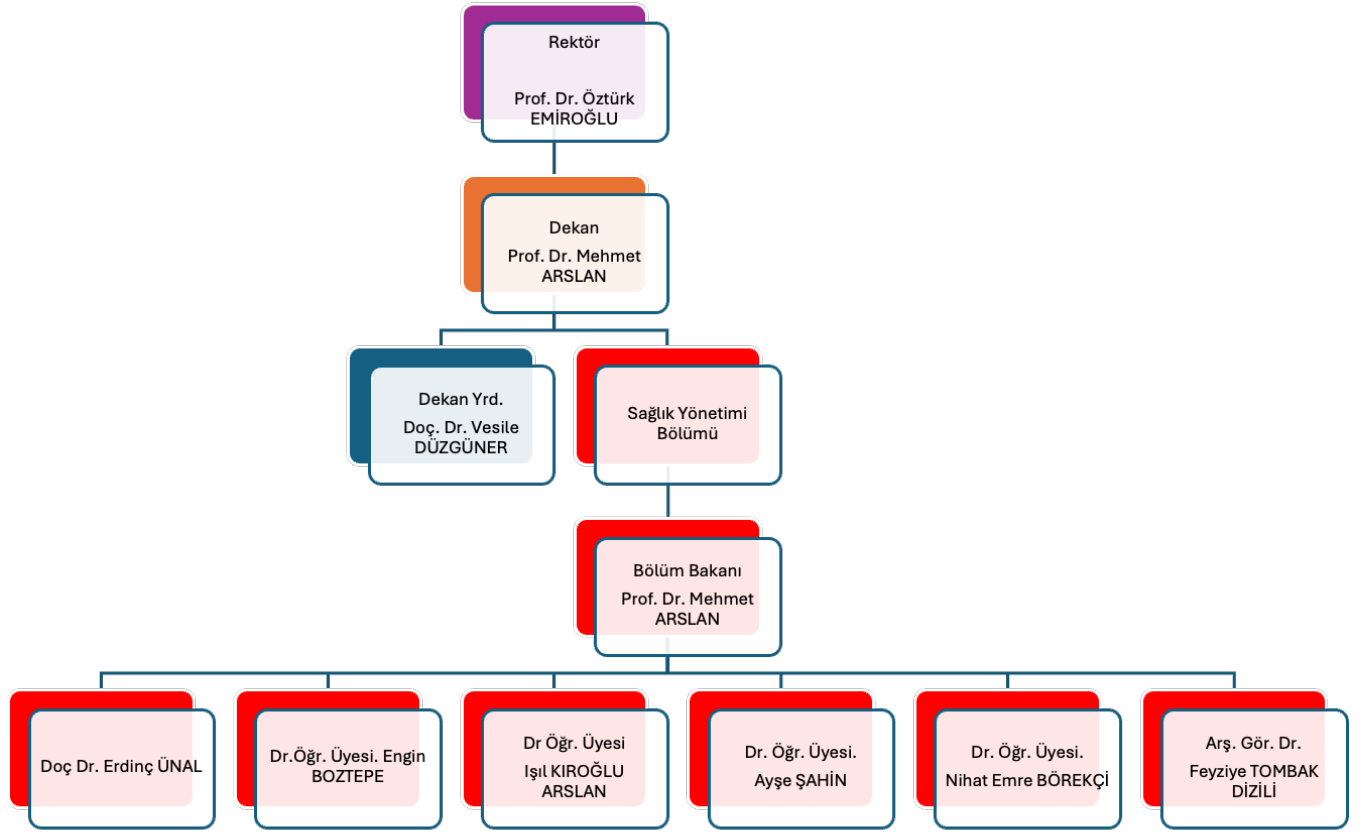 Rektör
Prof. Dr. Öztürk
EMİROĞLU
Dekan
Prof. Dr. Mehmet
ARSLAN
Dekan Yrd.
Doç. Dr. Vesile
DÜZGÜNER
Sağlık Yönetimi
Bölümü
Bölüm Bakanı
Prof. Dr. Mehmet
ARSLAN
Doç Dr. Erdinç ÜNAL
Dr.Öğr. Üyesi. Engin
BOZTEPE
Dr Öğr. Üyesi
Işıl KIROĞLU
ARSLAN
Dr. Öğr. Üyesi.
Ayşe ŞAHİN
Dr. Öğr. Üyesi.
Nihat Emre BÖREKÇİ
Arş. Gör. Dr.
Feyziye TOMBAK
DİZİLİ